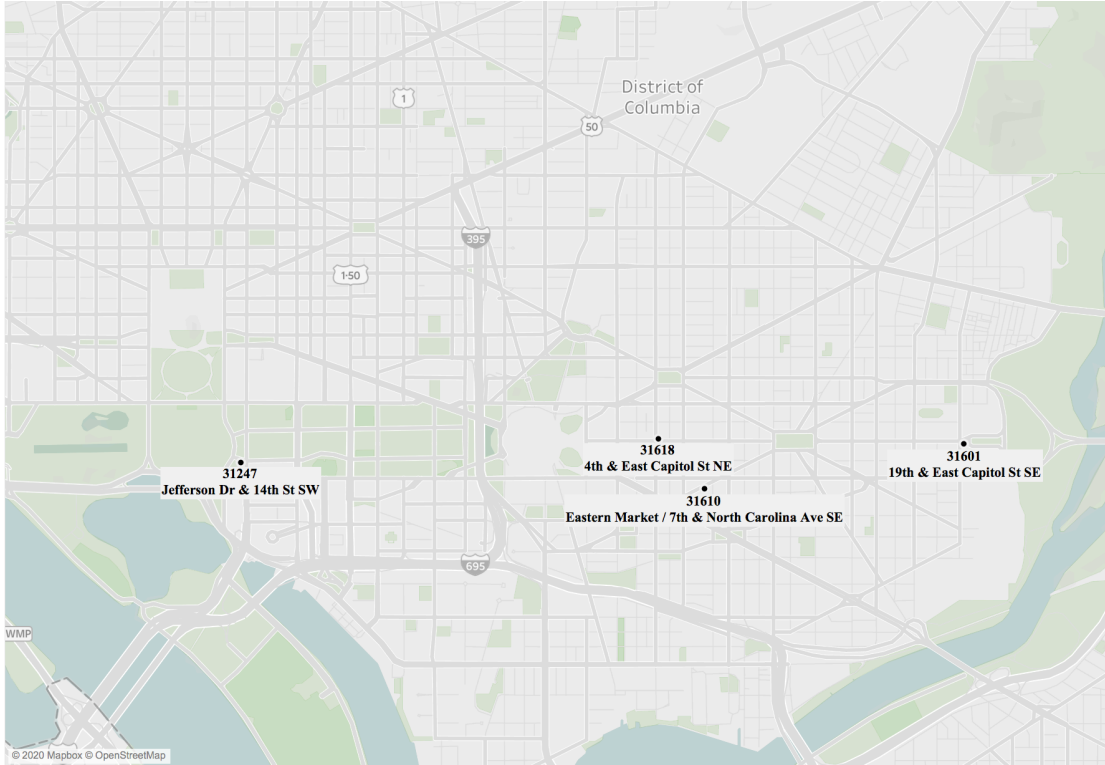 District of
Columbia
1
50
395
1-50
31618
4th & East Capitol St NE
31601
19th & East Capitol St SE
31247
Jefferson Dr & 14th St SW
31610
Eastern Market / 7th & North Carolina Ave SE
695
WMP
© 2020 Mapbox © OpenStreetMap